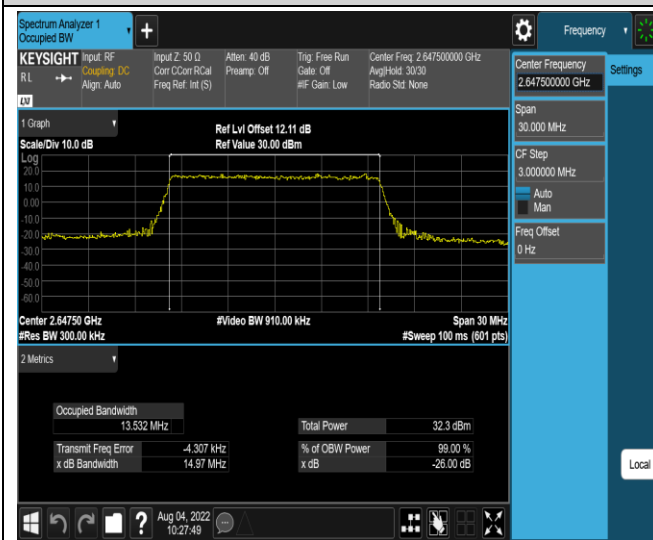 Spectrum Analyzer 1
Occupied BW
Frequency
KEYSIGHT
RL
LXI
Input: RF
Coupling: DC
Align: Auto
Input Z: 50 Ω
Corr CCorr RCal
Freq Ref: Int (S)
Atten: 40 dB
Preamp: Off
Trig: Free Run
Gate: Off
#IF Gain: Low
Center Freq: 2.647500000 GHz
Avg|Hold: 30/30
Radio Std: None
Center Frequency
2.647500000 GHz
Settings
Span
30.000 MHz
CF Step
3.000000 MHz
Auto
Man
Freq Offset
0 Hz
1 Graph
Scale/Div 10.0 dB
Ref Lvl Offset 12.11 dB
Ref Value 30.00 dBm
Log
20.0
10.0
0.00
-10.0
-20.0
-30.0
-40.0
-50.0
-60.0
Center 2.64750 GHz
#Video BW 910.00 kHz
Span 30 MHz
#Res BW 300.00 kHz
#Sweep 100 ms (601 pts)
2 Metrics
Occupied Bandwidth
13.532 MHz
Total Power 32.3 dBm
Transmit Freq Error -4.307 kHz
% of OBW Power 99.00 %
x dB Bandwidth 14.97 MHz
x dB -26.00 dB
Local
?
Aug 04, 2022
10:27:49